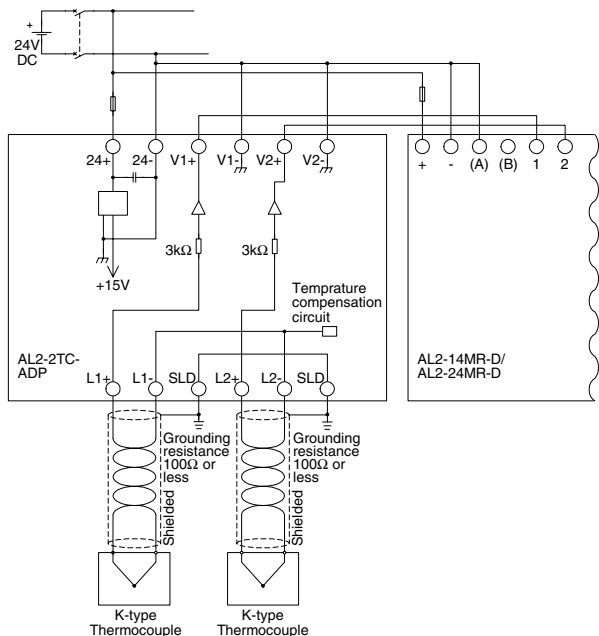 +
24V
DC
24+ 24- V1+ V1- V2+ V2-
+ - (A) (B) 1 2
3kΩ 3kΩ
+15V
Temprature
compensation
circuit
AL2-2TC-
ADP
AL2-14MR-D/
AL2-24MR-D
L1+ L1- SLD L2+ L2- SLD
Grounding
resistance
100Ω or
less
Shielded
Grounding
resistance
100Ω or
less
Shielded
K-type
Thermocouple
K-type
Thermocouple